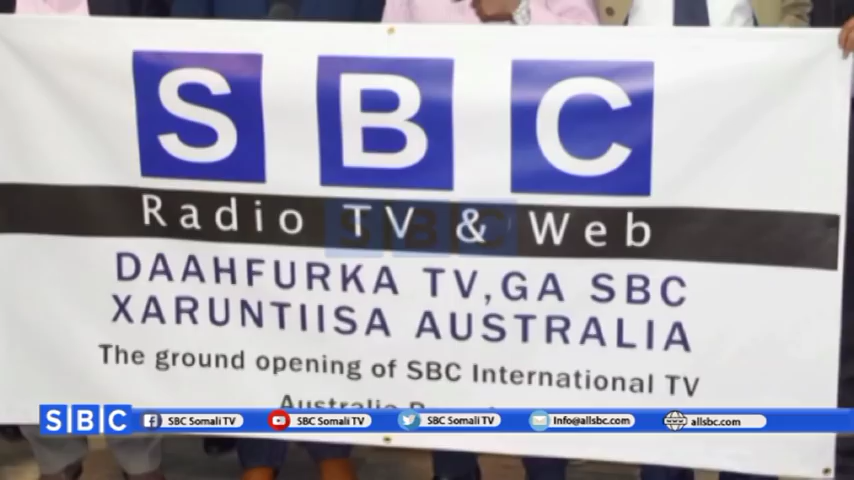 SBC
Radio TV & Web
DAAHFURKA TV,GA SBC
XARUNTIISA AUSTRALIA
The ground opening of SBC International TV
Australia
SBC SBC Somali TV SBC Somali TV SBC Somali TV Info@allsbc.com allsbc.com